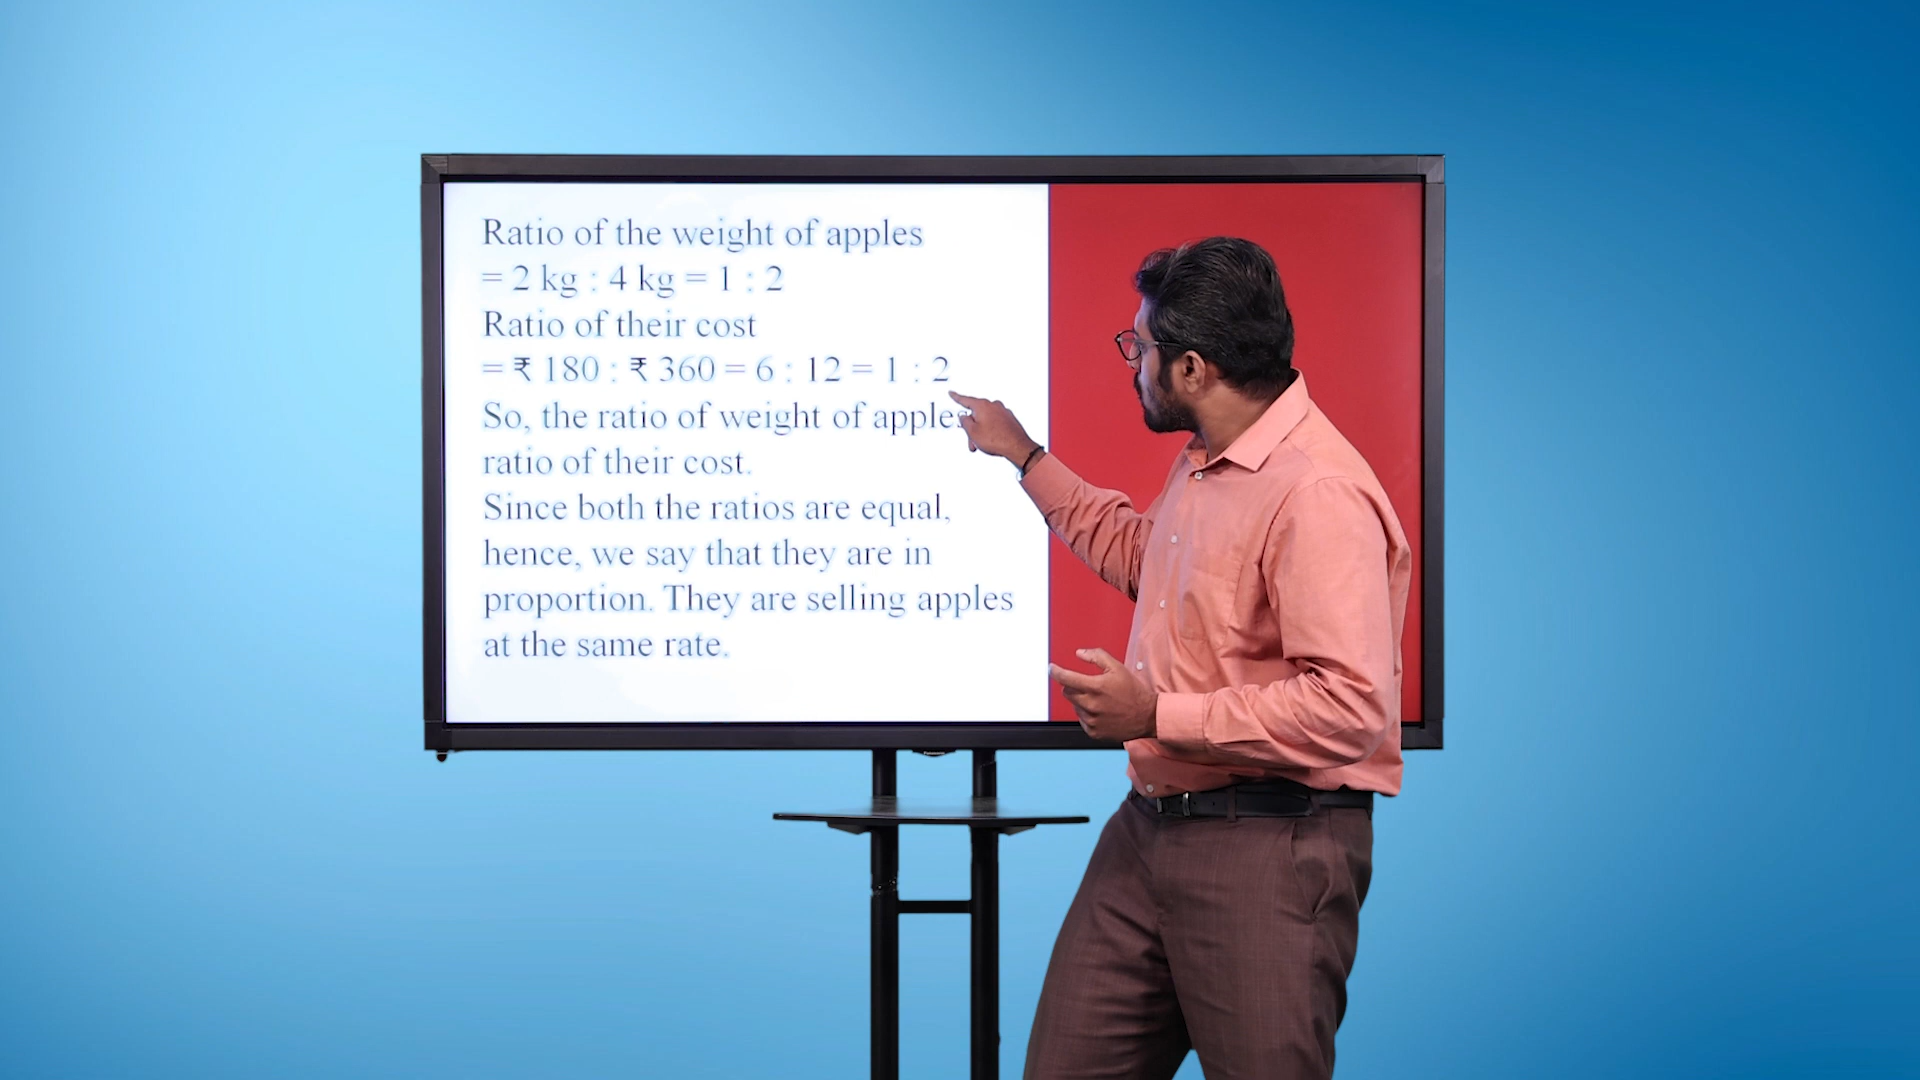 Ratio of the weight of apples
= 2 kg : 4 kg = 1 : 2
Ratio of their cost
= ₹ 180 : ₹ 360 = 6 : 12 = 1 : 2
So, the ratio of weight of apples
ratio of their cost.
Since both the ratios are equal,
hence, we say that they are in
proportion. They are selling apples
at the same rate.